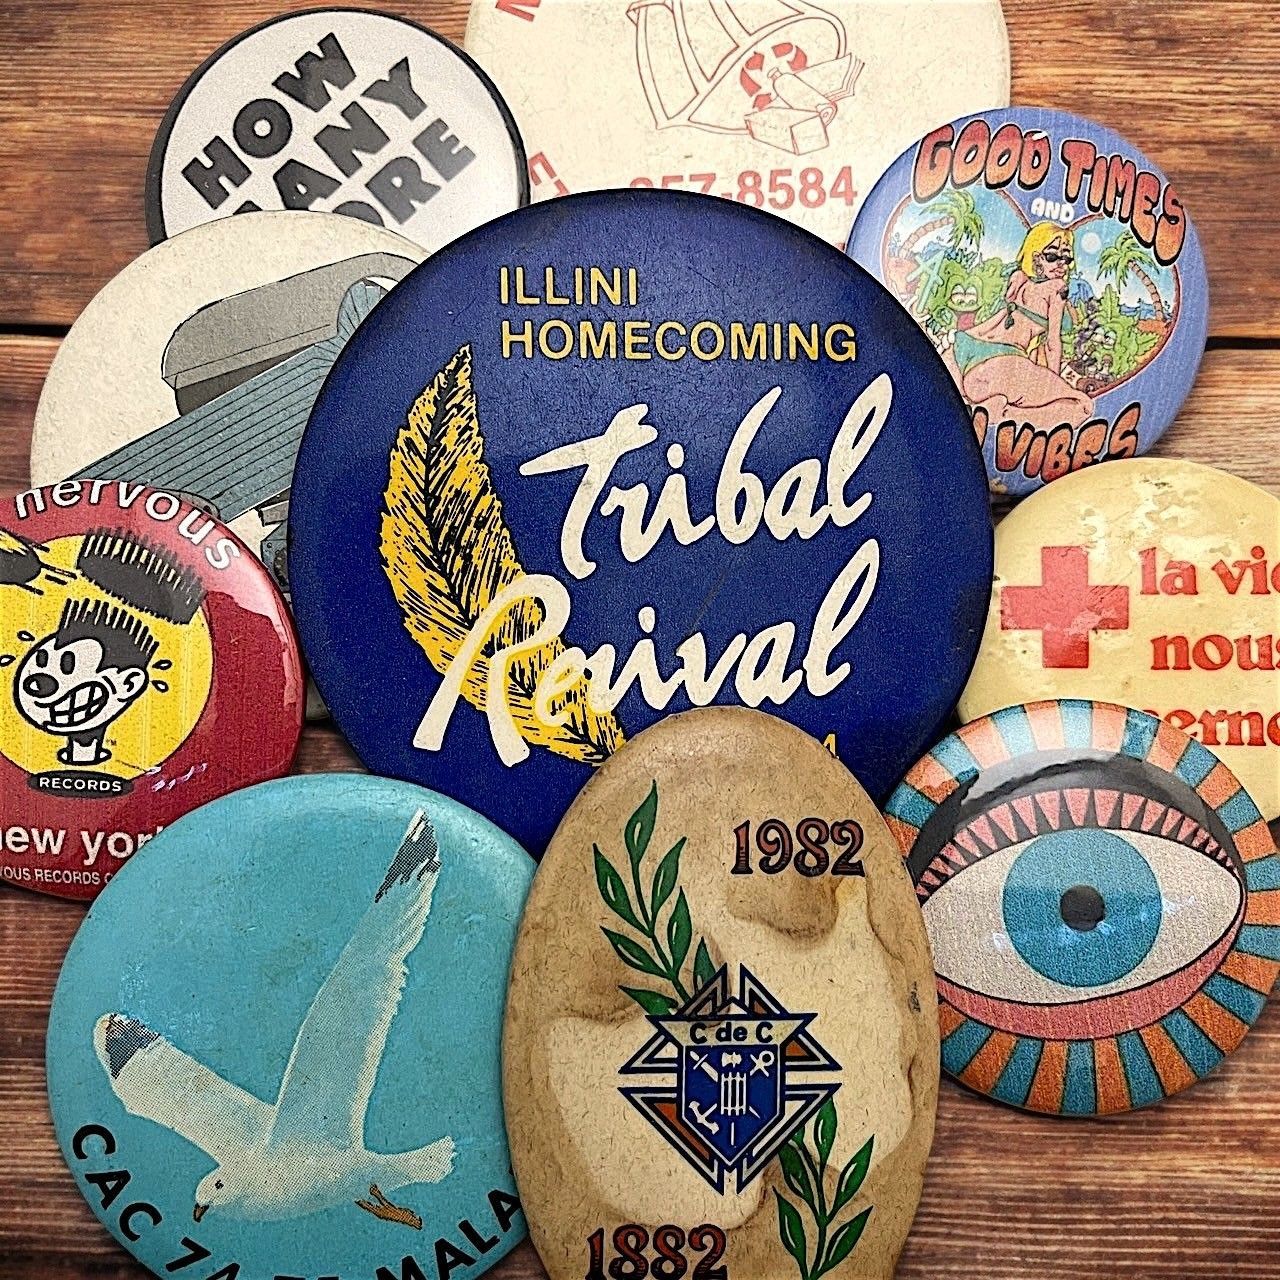 HOW
MANY
MORE
257-8584
GOOD TIMES
AND
VIBES
ILLINI
HOMECOMING
Tribal
Revival
nervous
RECORDS
new york
la vie
nous
1982
C de C
1882
CAC 74
MALA